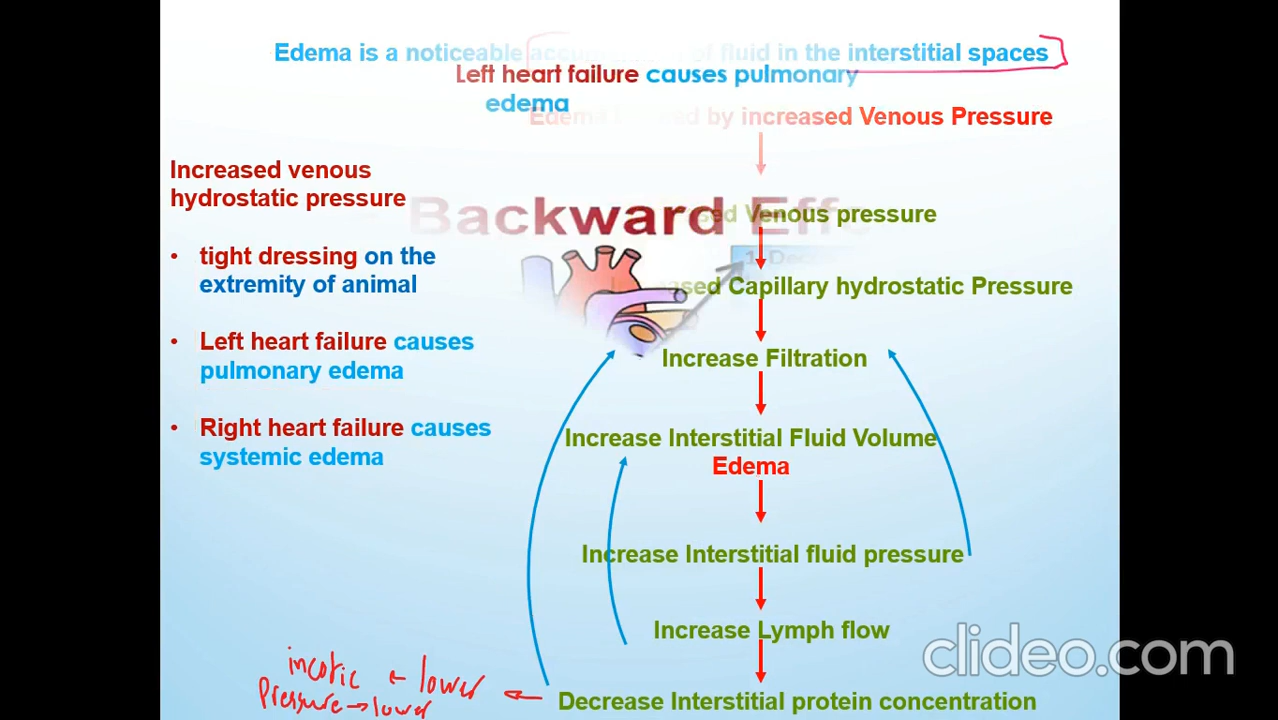 Edema is a noticeable of fluid in the interstitial spaces
Left heart failure causes pulmonary
edema
Edema by increased Venous Pressure
Increased venous
hydrostatic pressure
Backward
Venous pressure
• tight dressing on the
extremity of animal
Capillary hydrostatic Pressure
• Left heart failure causes
pulmonary edema
Increase Filtration
• Right heart failure causes
systemic edema
Increase Interstitial Fluid Volume
Edema
Increase Interstitial fluid pressure
Increase Lymph flow
clideo.com
incotic ← lower
Pressure → lower
Decrease Interstitial protein concentration